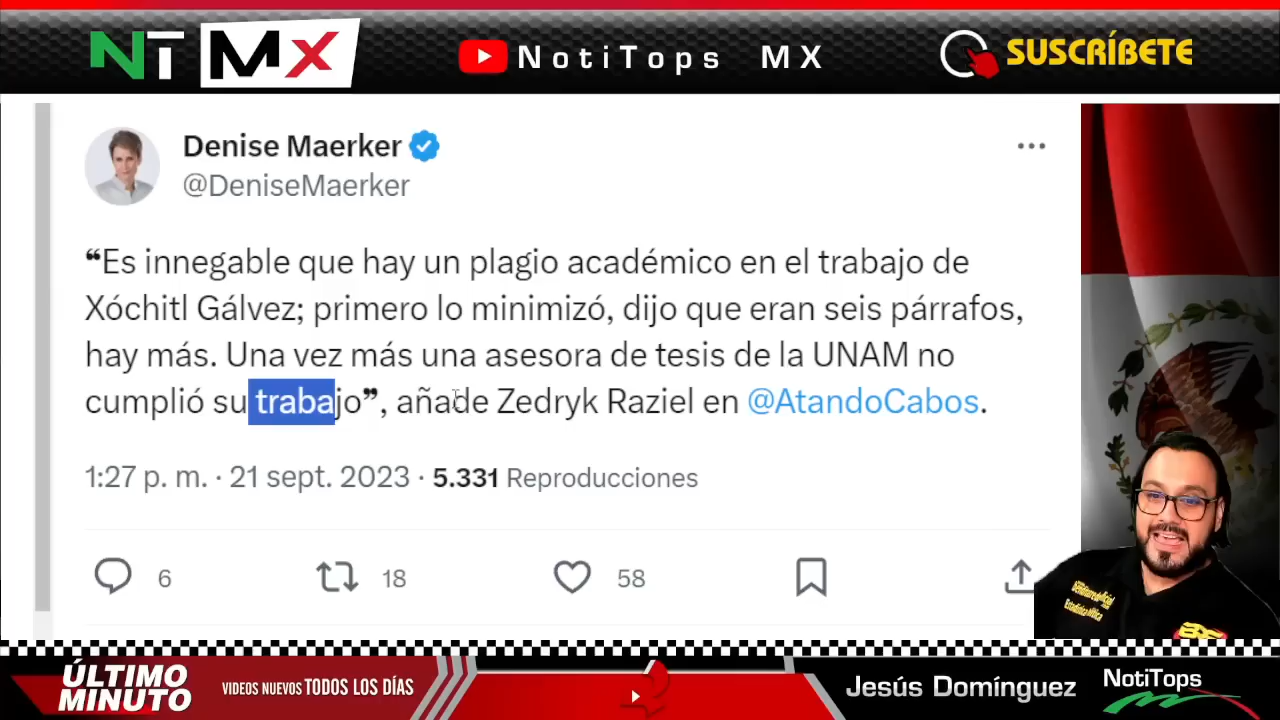 NTMX
NotiTops MX
SUSCRÍBETE
Denise Maerker
@DeniseMaerker
❝Es innegable que hay un plagio académico en el trabajo de
Xóchitl Gálvez; primero lo minimizó, dijo que eran seis párrafos,
hay más. Una vez más una asesora de tesis de la UNAM no
cumplió su trabajo❞, añade Zedryk Raziel en @AtandoCabos.
1:27 p. m. · 21 sept. 2023 · 5.331 Reproducciones
6 18 58
ÚLTIMO
MINUTO
VIDEOS NUEVOS TODOS LOS DÍAS
Jesús Domínguez
NotiTops